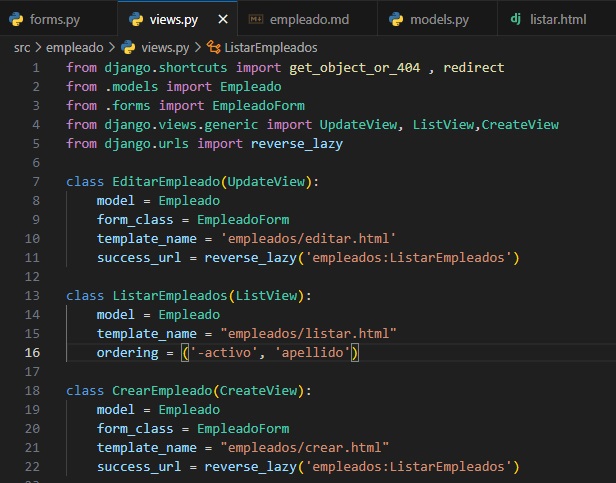 forms.py views.py × empleado.md models.py dj listar.html
src > empleado > views.py > ListarEmpleados
1 from django.shortcuts import get_object_or_404 , redirect
2 from .models import Empleado
3 from .forms import EmpleadoForm
4 from django.views.generic import UpdateView, ListView,CreateView
5 from django.urls import reverse_lazy
6
7 class EditarEmpleado(UpdateView):
8     model = Empleado
9     form_class = EmpleadoForm
10     template_name = 'empleados/editar.html'
11     success_url = reverse_lazy('empleados:ListarEmpleados')
12
13 class ListarEmpleados(ListView):
14     model = Empleado
15     template_name = "empleados/listar.html"
16     ordering = ('-activo', 'apellido')
17
18 class CrearEmpleado(CreateView):
19     model = Empleado
20     form_class = EmpleadoForm
21     template_name = "empleados/crear.html"
22     success_url = reverse_lazy('empleados:ListarEmpleados')